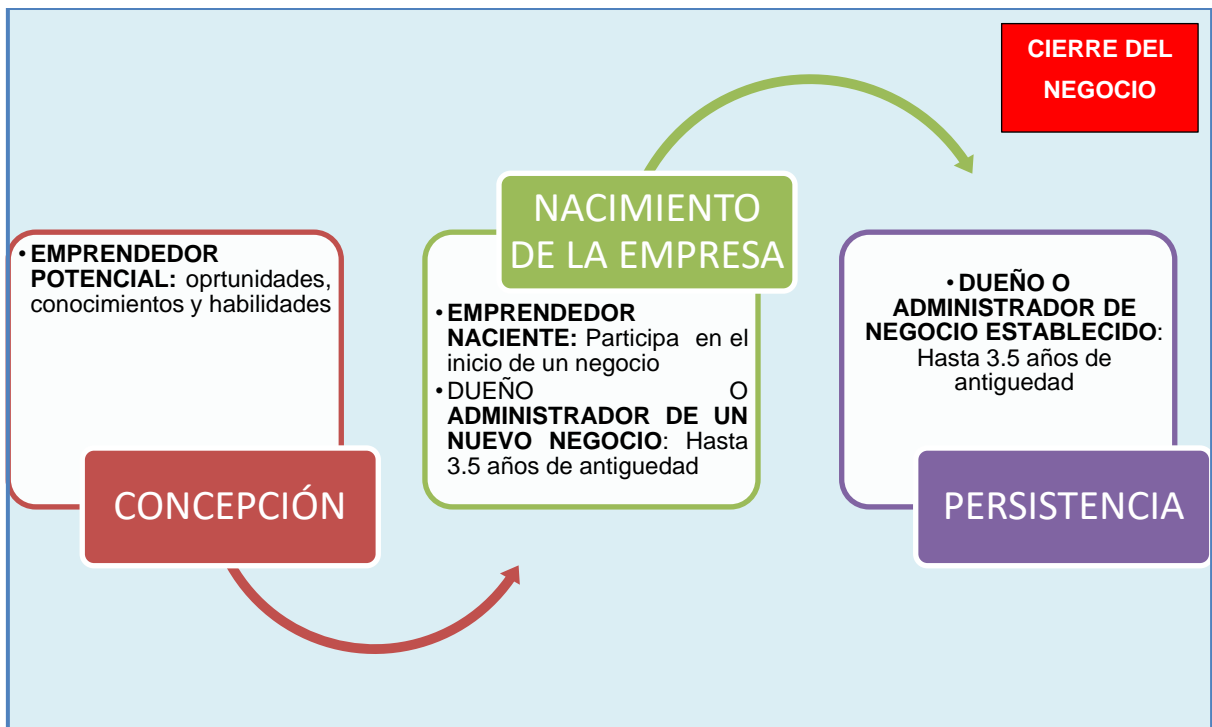 CIERRE DEL
NEGOCIO
• EMPRENDEDOR
POTENCIAL: oprtunidades,
conocimientos y habilidades
CONCEPCIÓN
NACIMIENTO
DE LA EMPRESA
• EMPRENDEDOR
NACIENTE: Participa en el
inicio de un negocio
• DUEÑO O
ADMINISTRADOR DE UN
NUEVO NEGOCIO: Hasta
3.5 años de antiguedad
• DUEÑO O
ADMINISTRADOR DE
NEGOCIO ESTABLECIDO:
Hasta 3.5 años de
antiguedad
PERSISTENCIA